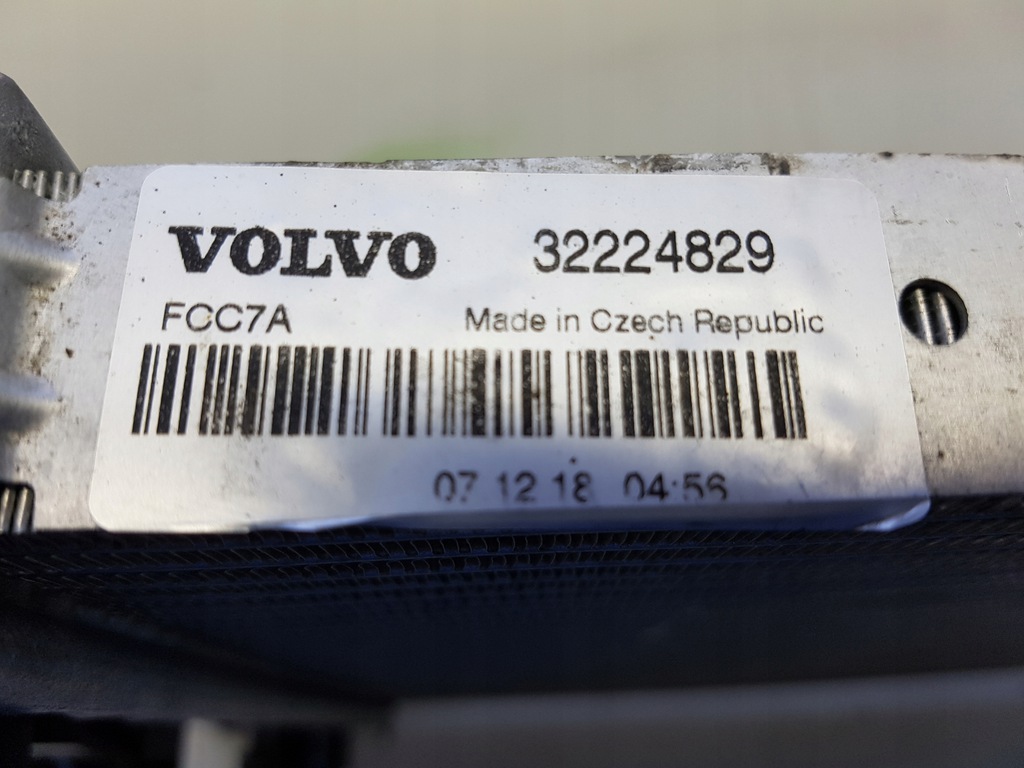 VOLVO 32224829
FCC7A Made in Czech Republic
07 12 18 04:56